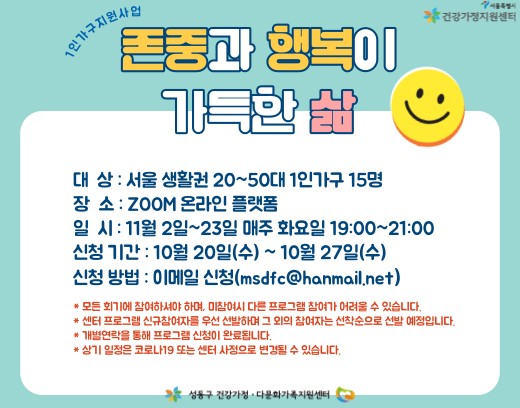 서울특별시
건강가정지원센터
1인가구지원사업
존중과 행복이
가득한 삶
대 상 : 서울 생활권 20~50대 1인가구 15명
장 소 : ZOOM 온라인 플랫폼
일 시 : 11월 2일~23일 매주 화요일 19:00~21:00
신청 기간 : 10월 20일(수) ~ 10월 27일(수)
신청 방법 : 이메일 신청(msdfc@hanmail.net)
* 모든 회기에 참여하셔야 하며, 미참여시 다른 프로그램 참여가 어려울 수 있습니다.
* 센터 프로그램 신규참여자를 우선 선발하며 그 외의 참여자는 선착순으로 선발 예정입니다.
* 개별연락을 통해 프로그램 신청이 완료됩니다.
* 상기 일정은 코로나19 또는 센터 사정으로 변경될 수 있습니다.
성동구 건강가정·다문화가족지원센터